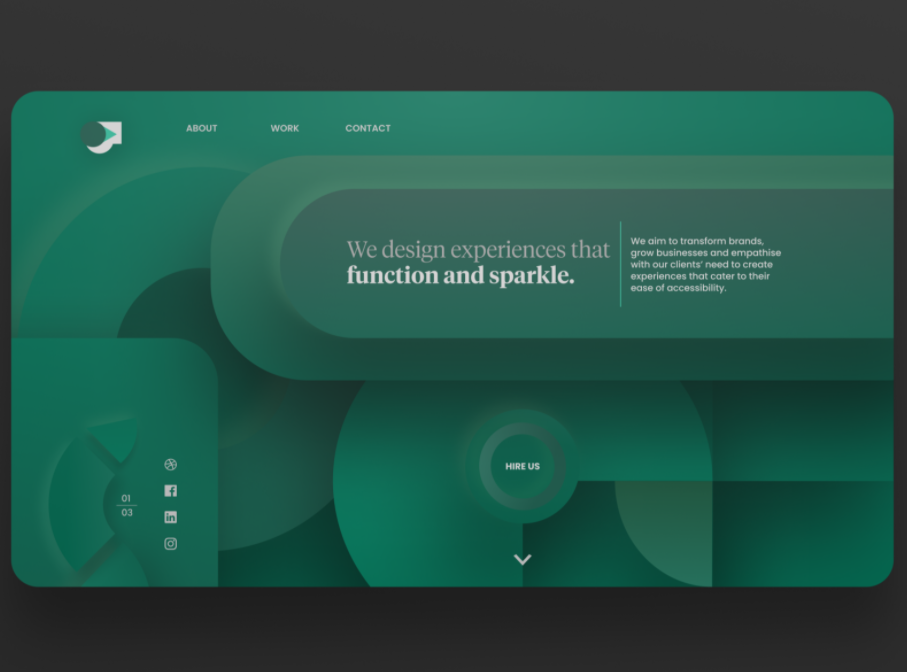 ABOUT WORK CONTACT
We design experiences that
function and sparkle.
We aim to transform brands,
grow businesses and empathise
with our clients' need to create
experiences that cater to their
ease of accessibility.
HIRE US
01
03